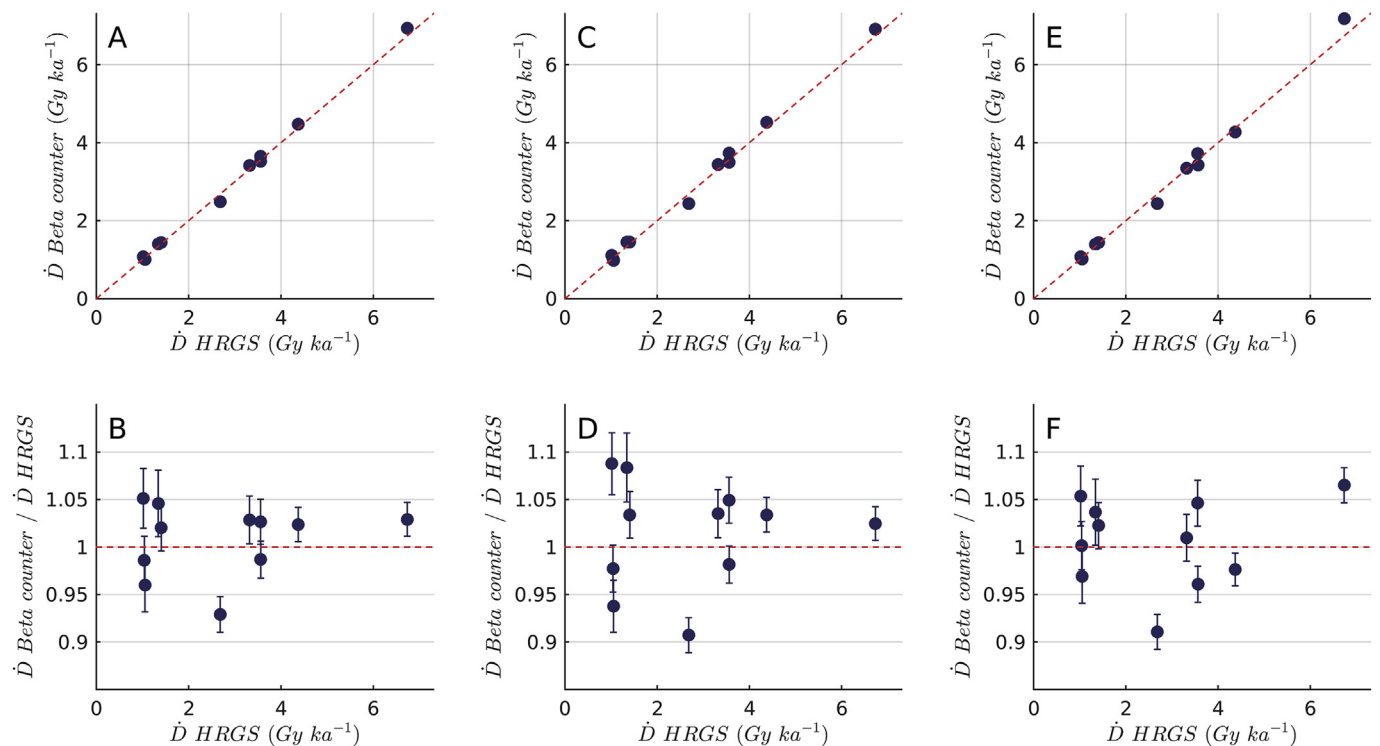 A
6
4
2
0
0 2 4 6
Ḋ Beta counter (Gy ka⁻¹)
Ḋ HRGS (Gy ka⁻¹)
C
6
4
2
0
0 2 4 6
Ḋ Beta counter (Gy ka⁻¹)
Ḋ HRGS (Gy ka⁻¹)
E
6
4
2
0
0 2 4 6
Ḋ Beta counter (Gy ka⁻¹)
Ḋ HRGS (Gy ka⁻¹)
B
1.1
1.05
1
0.95
0.9
0 2 4 6
Ḋ Beta counter / Ḋ HRGS
Ḋ HRGS (Gy ka⁻¹)
D
1.1
1.05
1
0.95
0.9
0 2 4 6
Ḋ Beta counter / Ḋ HRGS
Ḋ HRGS (Gy ka⁻¹)
F
1.1
1.05
1
0.95
0.9
0 2 4 6
Ḋ Beta counter / Ḋ HRGS
Ḋ HRGS (Gy ka⁻¹)